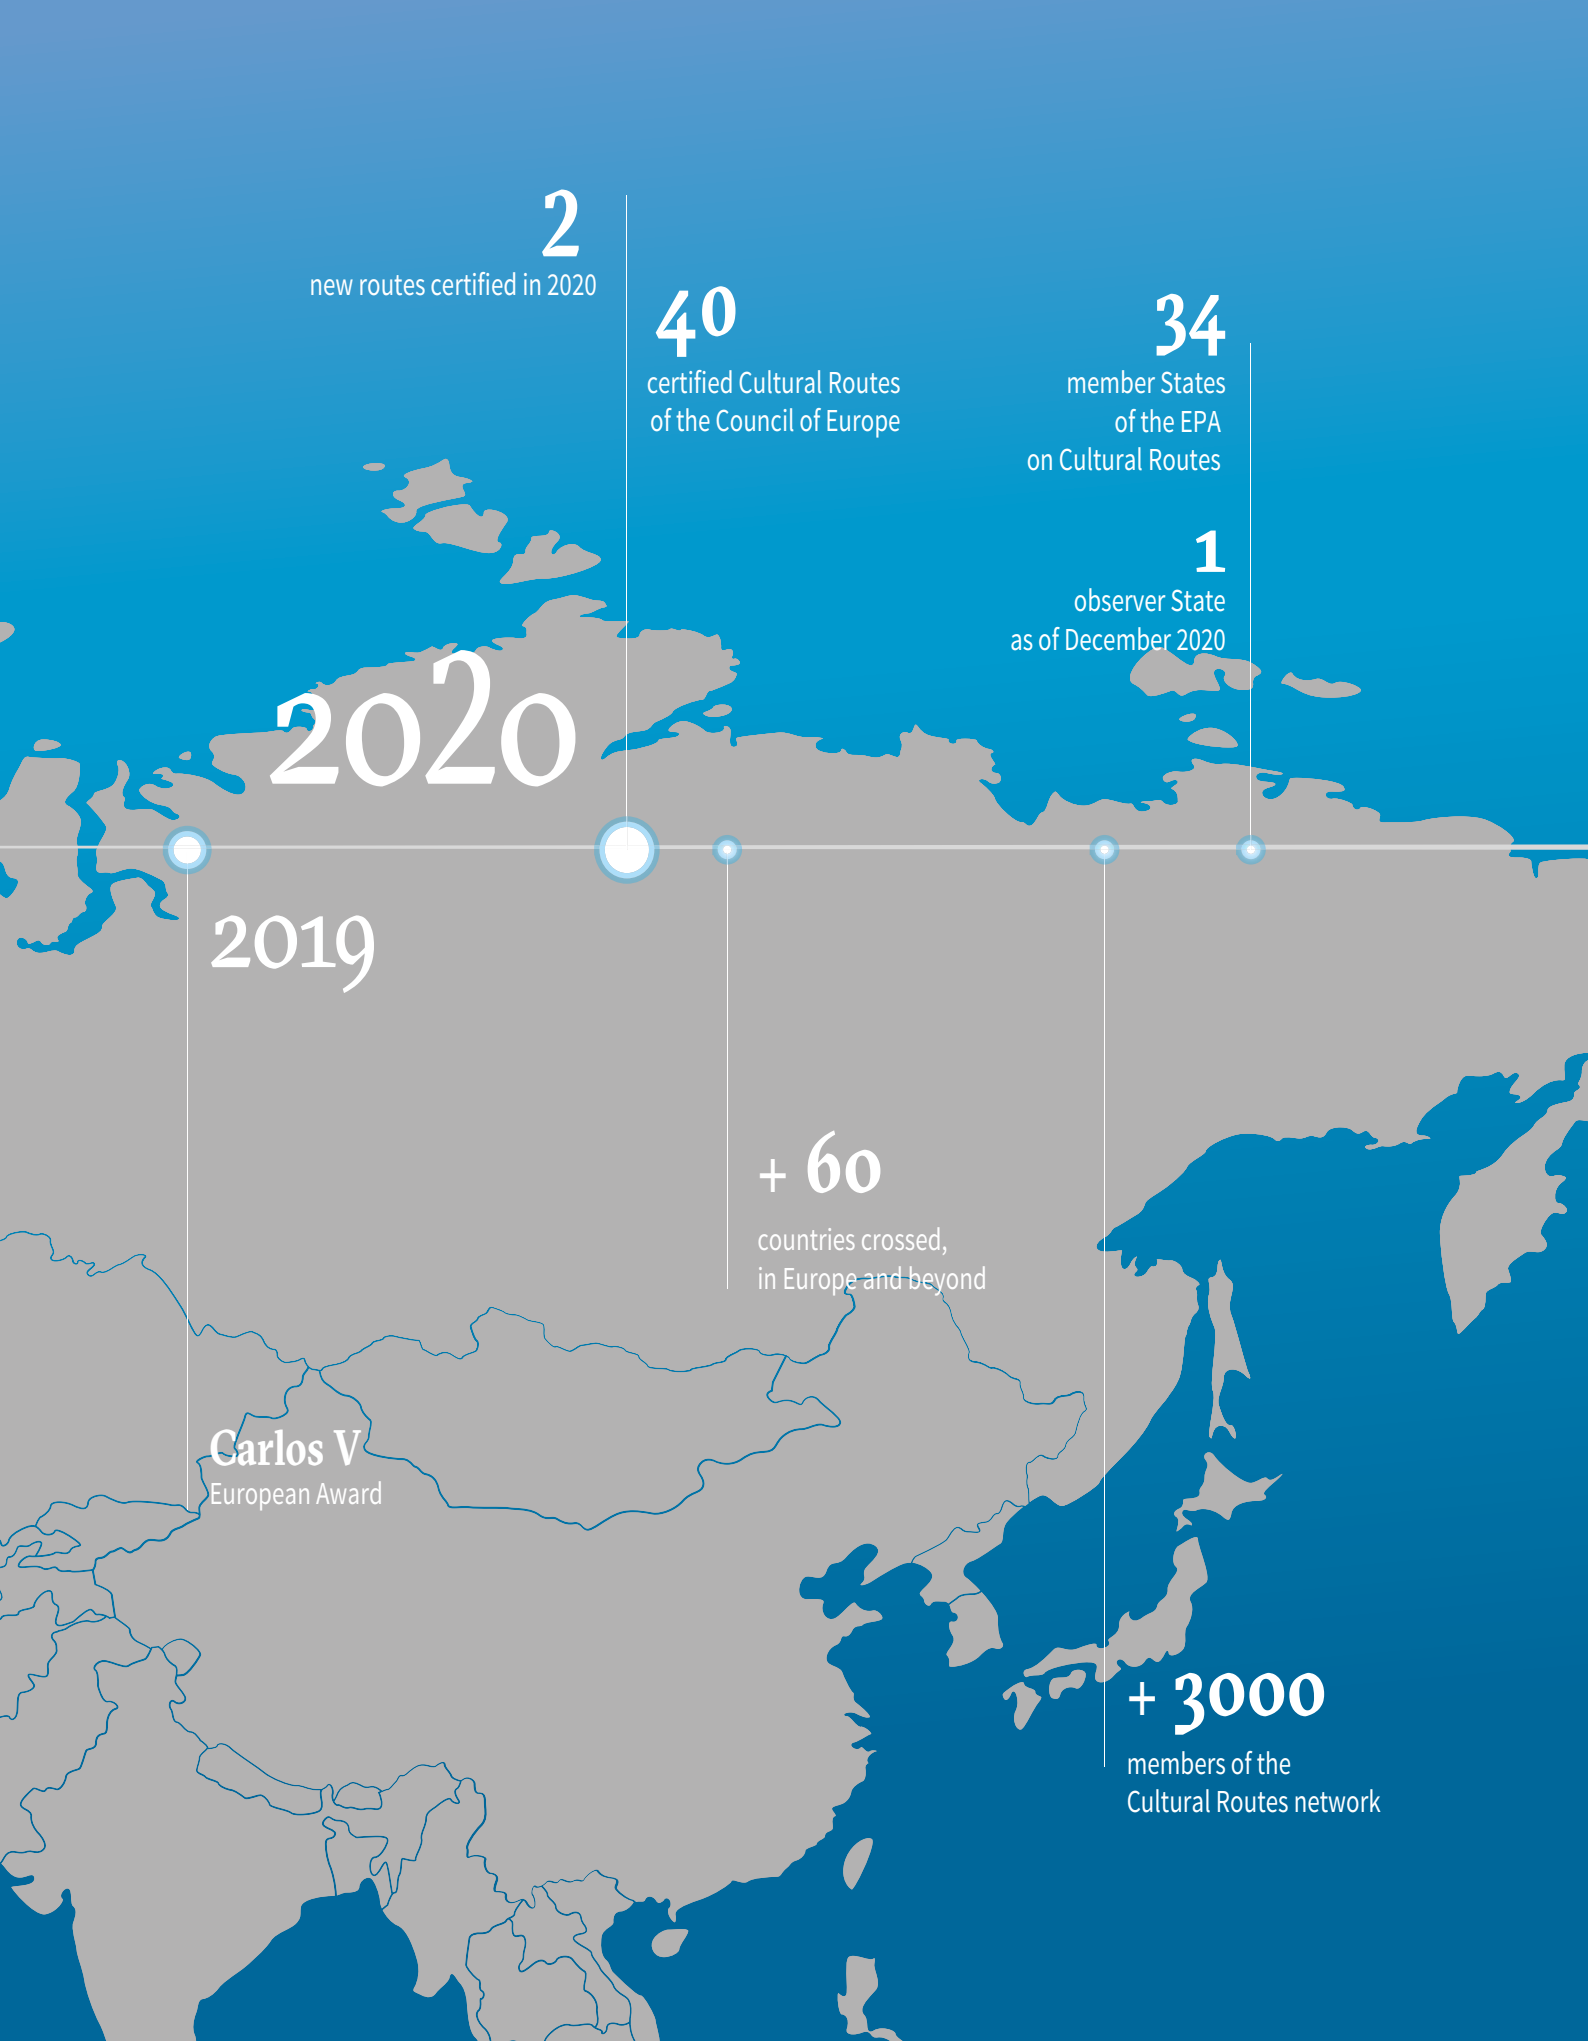 2
new routes certified in 2020
40
certified Cultural Routes
of the Council of Europe
34
member States
of the EPA
on Cultural Routes
1
observer State
as of December 2020
2020
2019
+ 60
countries crossed,
in Europe and beyond
Carlos V
European Award
+ 3000
members of the
Cultural Routes network